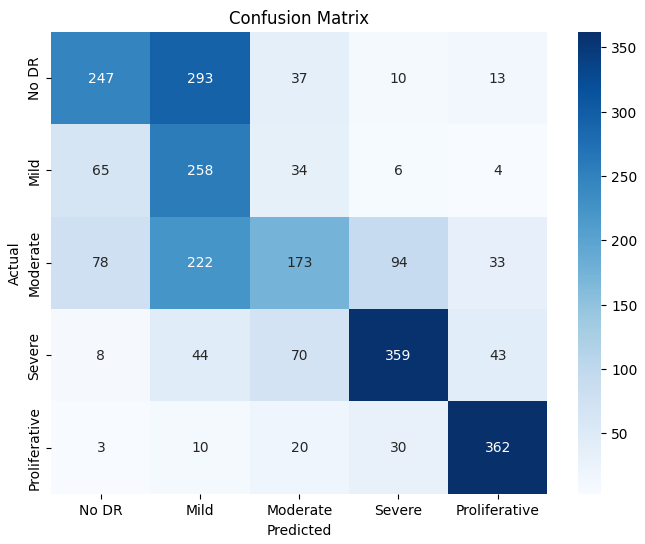 Confusion Matrix
No DR 247 293 37 10 13
Mild 65 258 34 6 4
Moderate 78 222 173 94 33
Severe 8 44 70 359 43
Proliferative 3 10 20 30 362
No DR Mild Moderate Severe Proliferative
Predicted
Actual
350
300
250
200
150
100
50